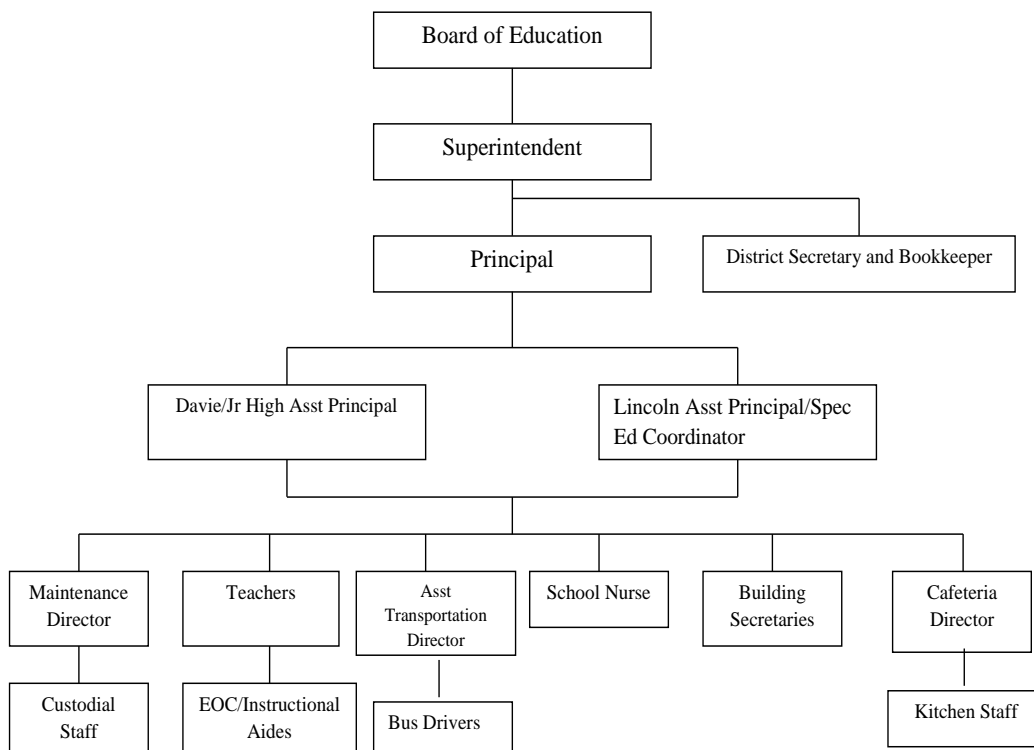 Board of Education
Superintendent
Principal
District Secretary and Bookkeeper
Davie/Jr High Asst Principal
Lincoln Asst Principal/Spec
Ed Coordinator
Maintenance
Director
Teachers
Asst
Transportation
Director
School Nurse
Building
Secretaries
Cafeteria
Director
Custodial
Staff
EOC/Instructional
Aides
Bus Drivers
Kitchen Staff